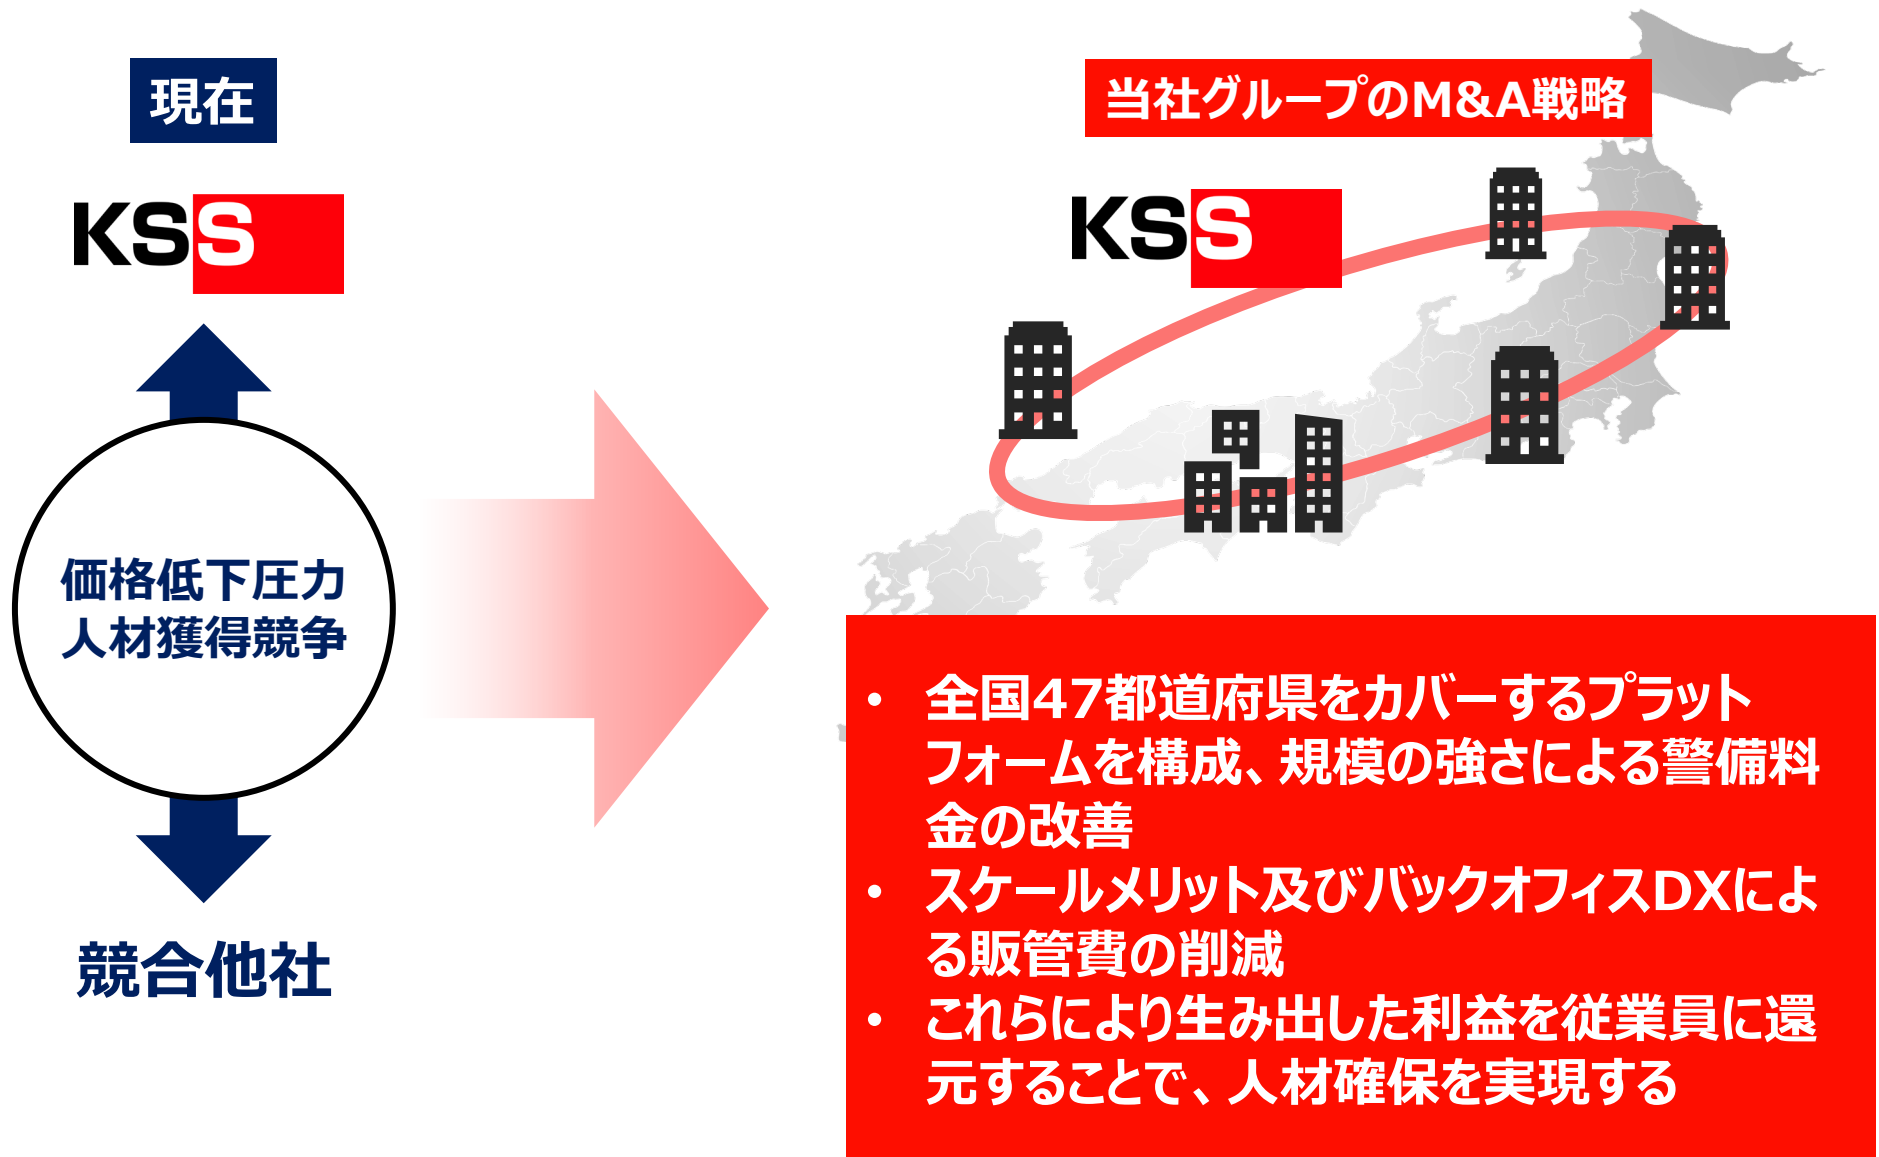 現在
KSS
価格低下圧力
人材獲得競争
競合他社
当社グループのM&A戦略
KSS
• 全国47都道府県をカバーするプラット
フォームを構成、規模の強さによる警備料
金の改善
• スケールメリット及びバックオフィスDXによ
る販管費の削減
• これらにより生み出した利益を従業員に還
元することで、人材確保を実現する